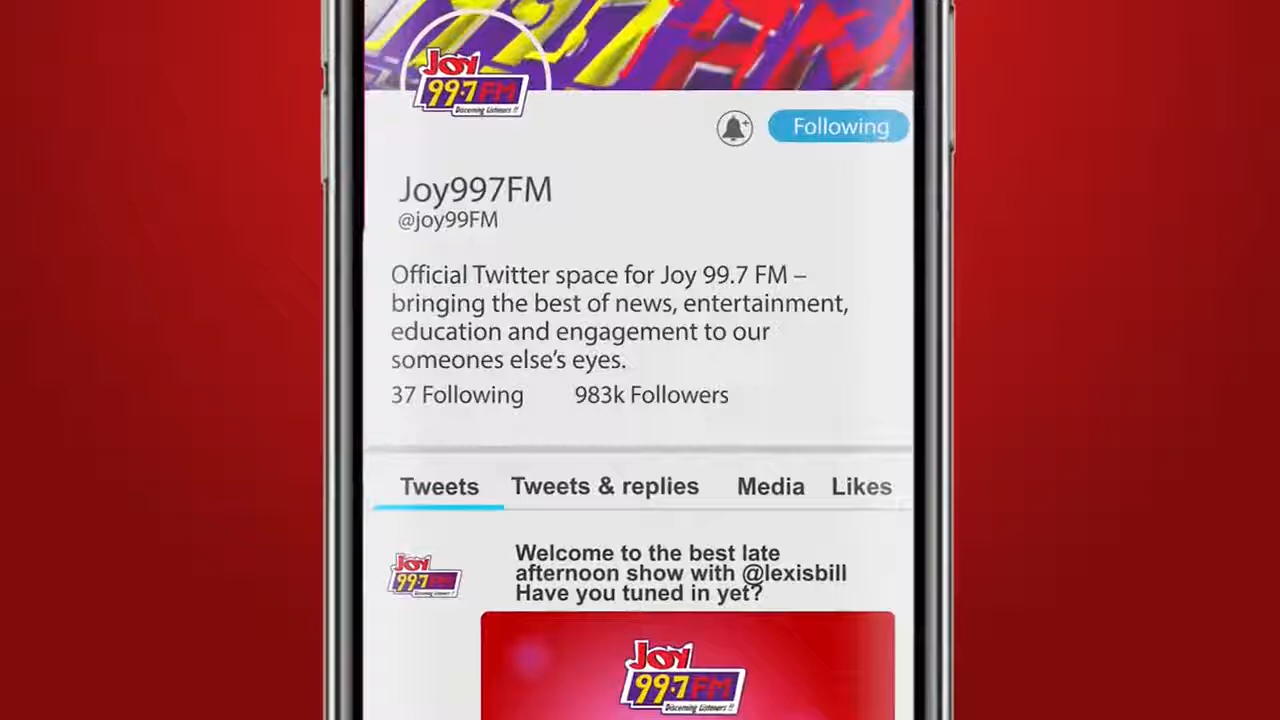 Joy
99.7 FM
Discerning Listeners !!
Following
Joy997FM
@joy99FM
Official Twitter space for Joy 99.7 FM –
bringing the best of news, entertainment,
education and engagement to our
someones else’s eyes.
37 Following 983k Followers
Tweets Tweets & replies Media Likes
Joy
99.7 FM
Discerning Listeners !!
Welcome to the best late
afternoon show with @lexisbill
Have you tuned in yet?
Joy
99.7 FM
Discerning Listeners !!